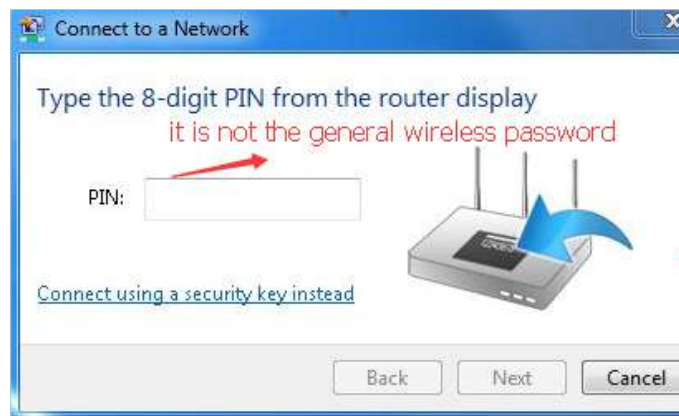 Connect to a Network
Type the 8-digit PIN from the router display
it is not the general wireless password
PIN:
Connect using a security key instead
Back Next Cancel